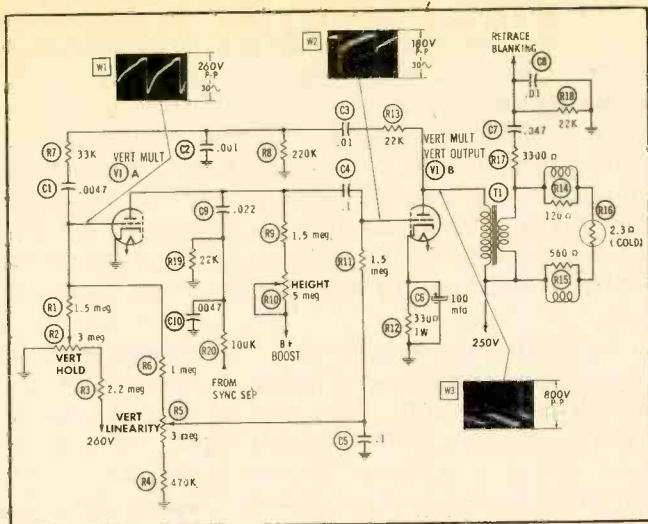 RETRACE
BLANKING
W1
260V
P-P
30∿
W2
180V
P-P
30∿
C8
.01
R18
22K
C7
.347
R17
3300 Ω
C3
.01
R13
22K
R7
33K
C2
.001
R8
220K
C1
.0047
VERT MULT
V1 A
C4
.1
VERT MULT
VERT OUTPUT
V1 B
T1
R14
120 Ω
R16
2.3 Ω
(COLD)
560 Ω
R15
C9
.022
R9
1.5 meg.
R11
1.5
meg
R19
22K
HEIGHT
R10
5 meg
C10
.0047
R20
100K
B+
BOOST
FROM
SYNC SEP
C6
100
mfd
R12
330Ω
1W
250V
R1
1.5 meg
R2
3 meg
VERT
HOLD
R3
2.2 meg
260V
R6
1 meg
VERT
LINEARITY
R5
3 meg
R4
470K
C5
.1
W3
800V
P-P